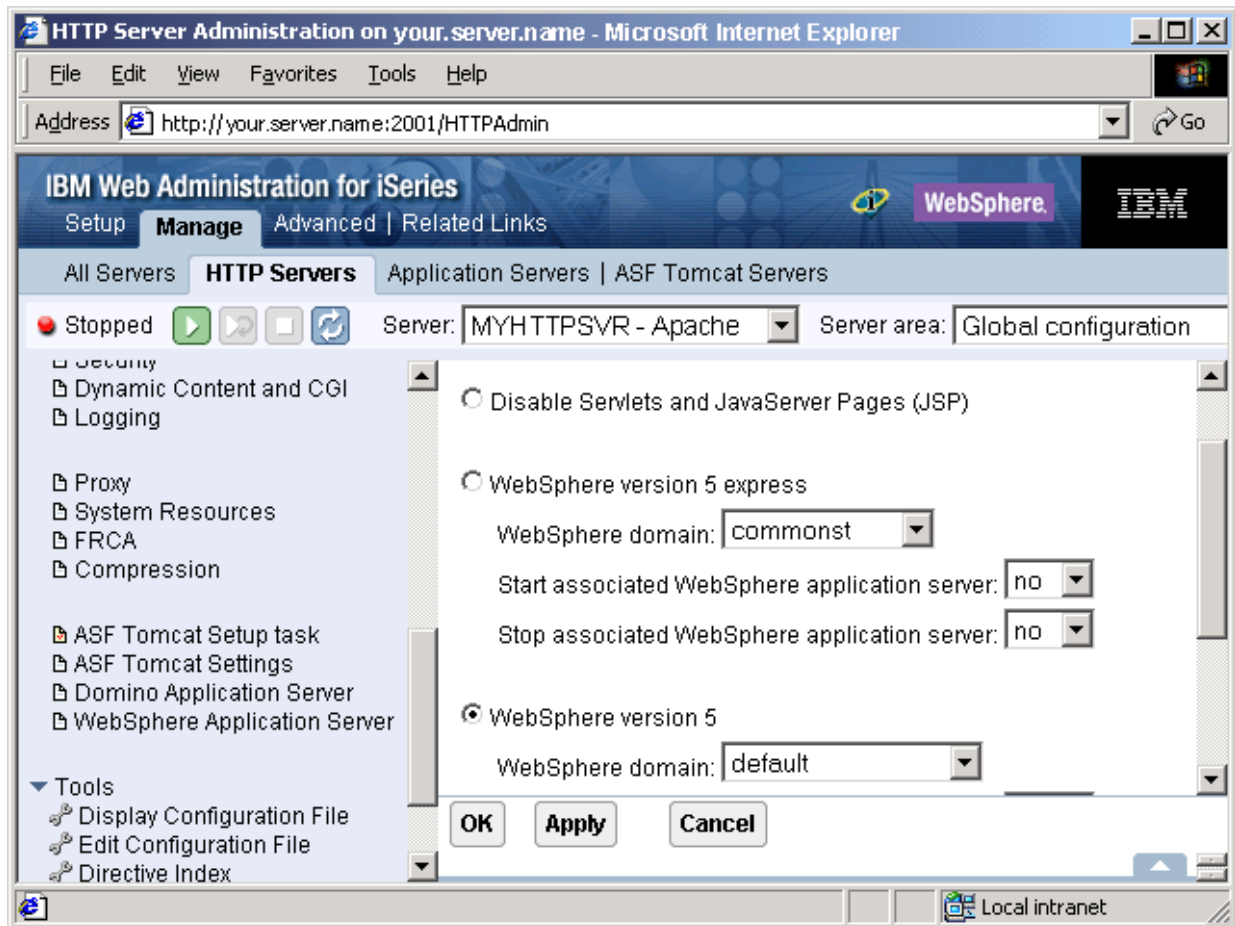 HTTP Server Administration on your.server.name - Microsoft Internet Explorer
File Edit View Favorites Tools Help
Address http://your.server.name:2001/HTTPAdmin Go
IBM Web Administration for iSeries
WebSphere. IBM
Setup Manage Advanced | Related Links
All Servers HTTP Servers Application Servers | ASF Tomcat Servers
Stopped Server: MYHTTPSVR - Apache Server area: Global configuration
Security
Dynamic Content and CGI
Logging
Proxy
System Resources
FRCA
Compression
ASF Tomcat Setup task
ASF Tomcat Settings
Domino Application Server
WebSphere Application Server
Tools
Display Configuration File
Edit Configuration File
Directive Index
Disable Servlets and JavaServer Pages (JSP)
WebSphere version 5 express
WebSphere domain: commonst
Start associated WebSphere application server: no
Stop associated WebSphere application server: no
WebSphere version 5
WebSphere domain: default
OK Apply Cancel
Local intranet